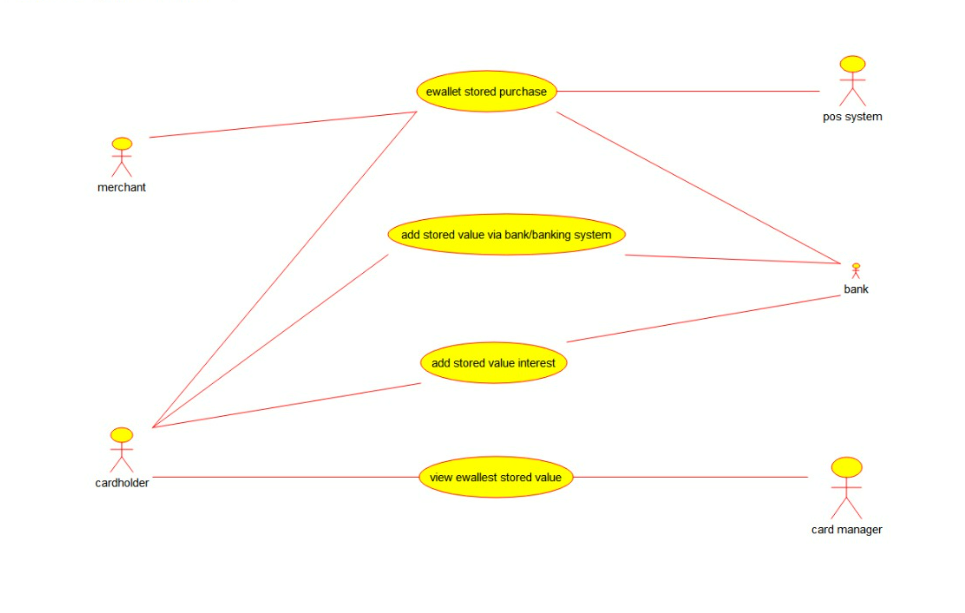 ewallet stored purchase
pos system
merchant
add stored value via bank/banking system
bank
add stored value interest
cardholder
view ewallest stored value
card manager